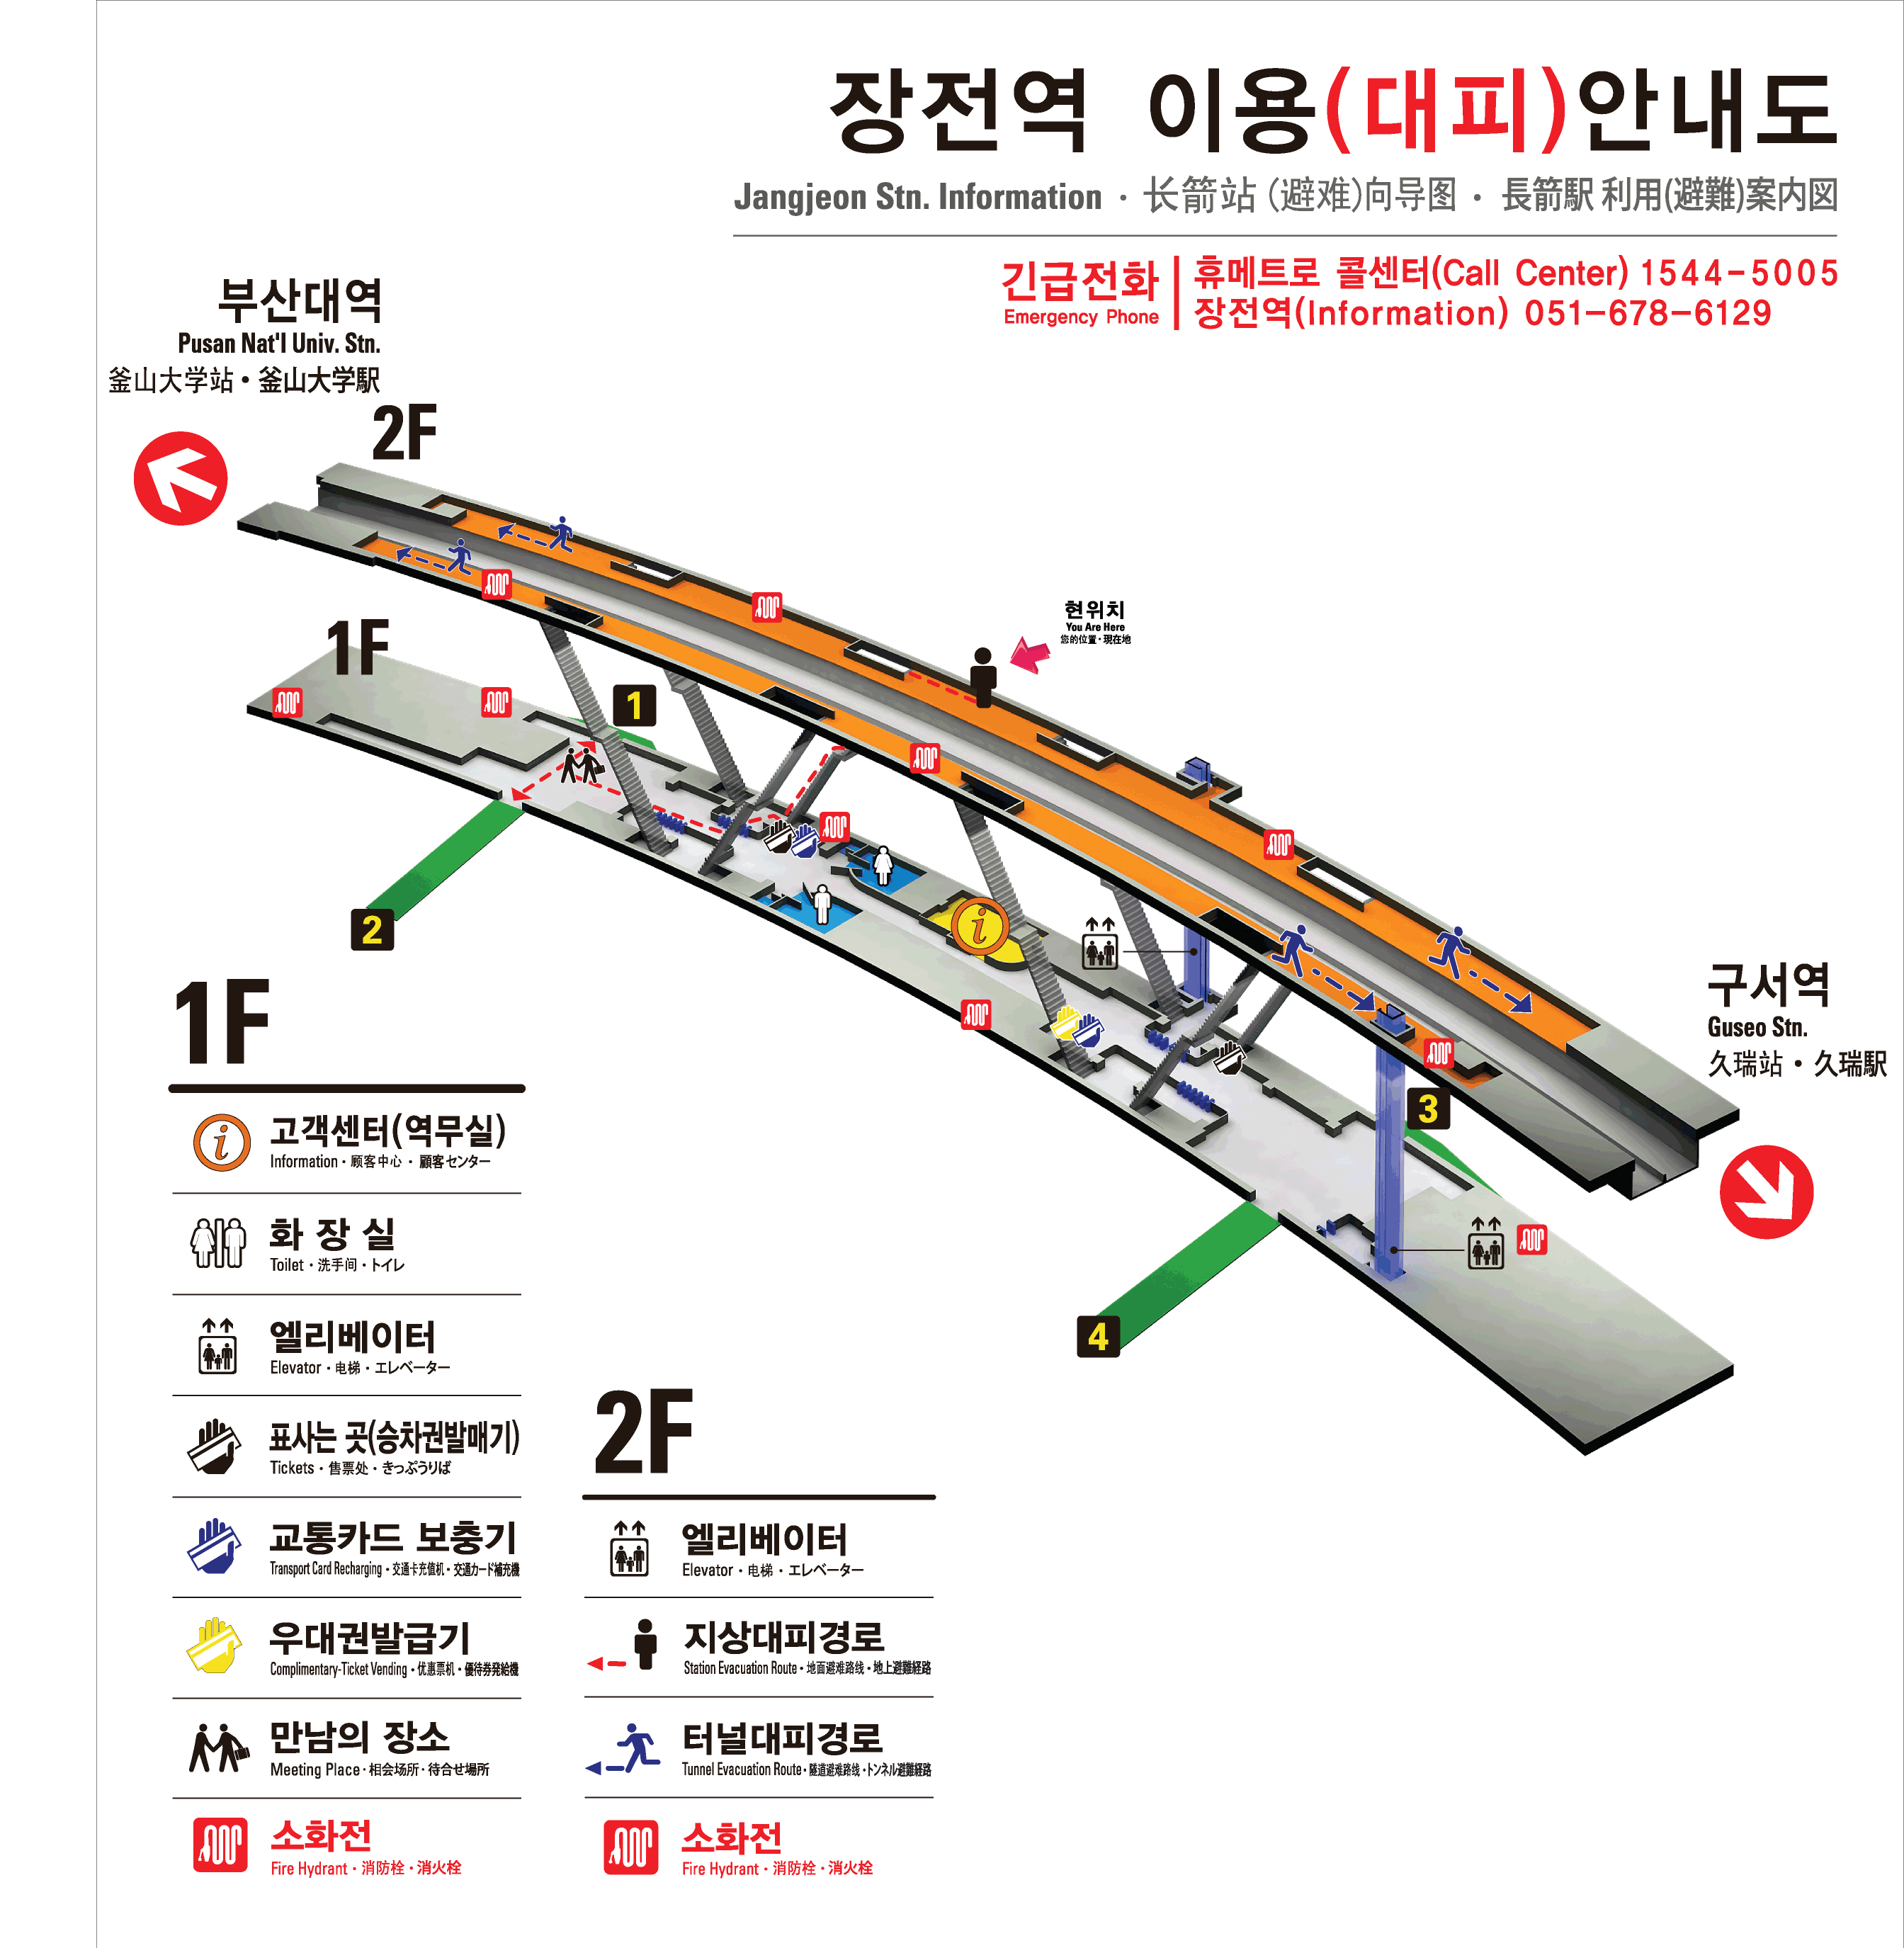 장전역 이용(대피)안내도
Jangjeon Stn. Information · 长箭站 (避难)向导图 · 長箭駅 利用(避難)案内図
긴급전화
Emergency Phone
휴메트로 콜센터(Call Center) 1544-5005
장전역(Information) 051-678-6129
부산대역
Pusan Nat'l Univ. Stn.
釜山大学站 · 釜山大学駅
2F
현위치
You Are Here
您的位置 · 現在地
1F
1
2
i
구서역
Guseo Stn.
久瑞站 · 久瑞駅
3
4
1F
i
고객센터(역무실)
Information · 顾客中心 · 顧客センター
화 장 실
Toilet · 洗手间 · トイレ
엘리베이터
Elevator · 电梯 · エレベーター
표사는 곳(승차권발매기)
Tickets · 售票处 · きっぷうりば
교통카드 보충기
Transport Card Recharging · 交通卡充值机 · 交通カード補充機
우대권발급기
Complimentary-Ticket Vending · 优惠票机 · 優待券発給機
만남의 장소
Meeting Place · 相会场所 · 待合せ場所
소화전
Fire Hydrant · 消防栓 · 消火栓
2F
엘리베이터
Elevator · 电梯 · エレベーター
지상대피경로
Station Evacuation Route · 地面避难路线 · 地上避難経路
터널대피경로
Tunnel Evacuation Route · 隧道避难路线 · トンネル避難経路
소화전
Fire Hydrant · 消防栓 · 消火栓